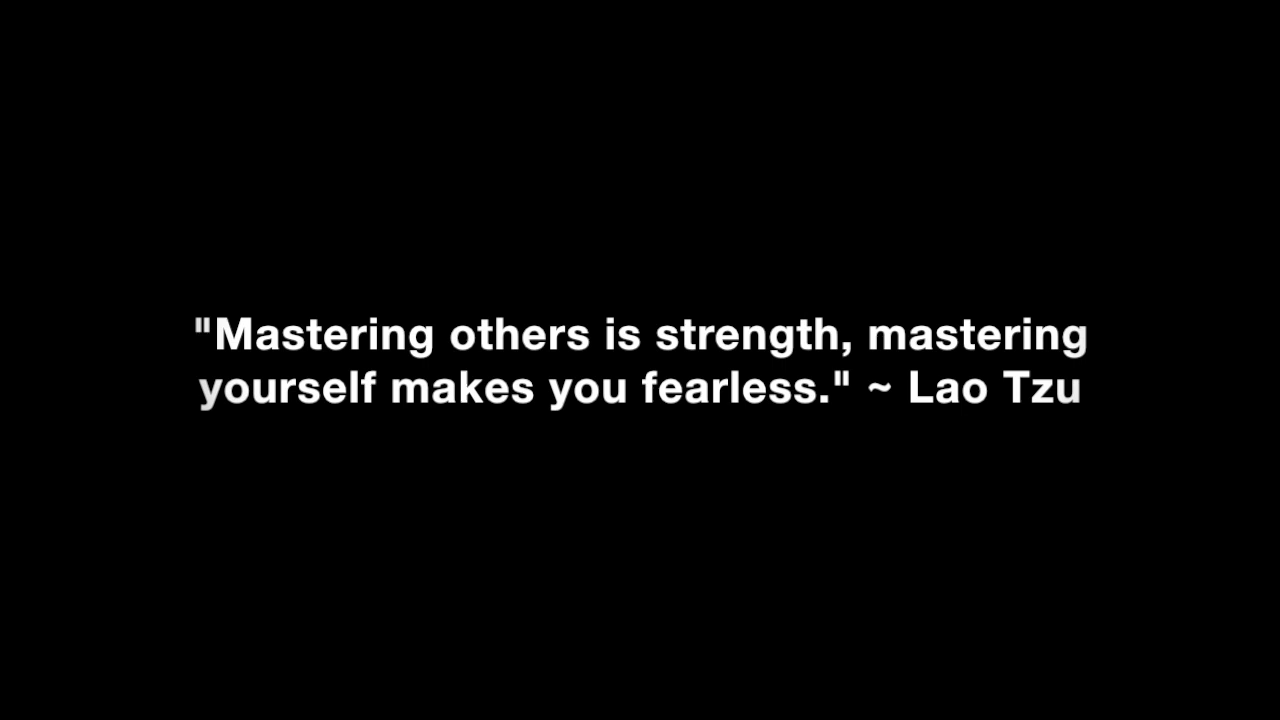 "Mastering others is strength, mastering
yourself makes you fearless." ~ Lao Tzu